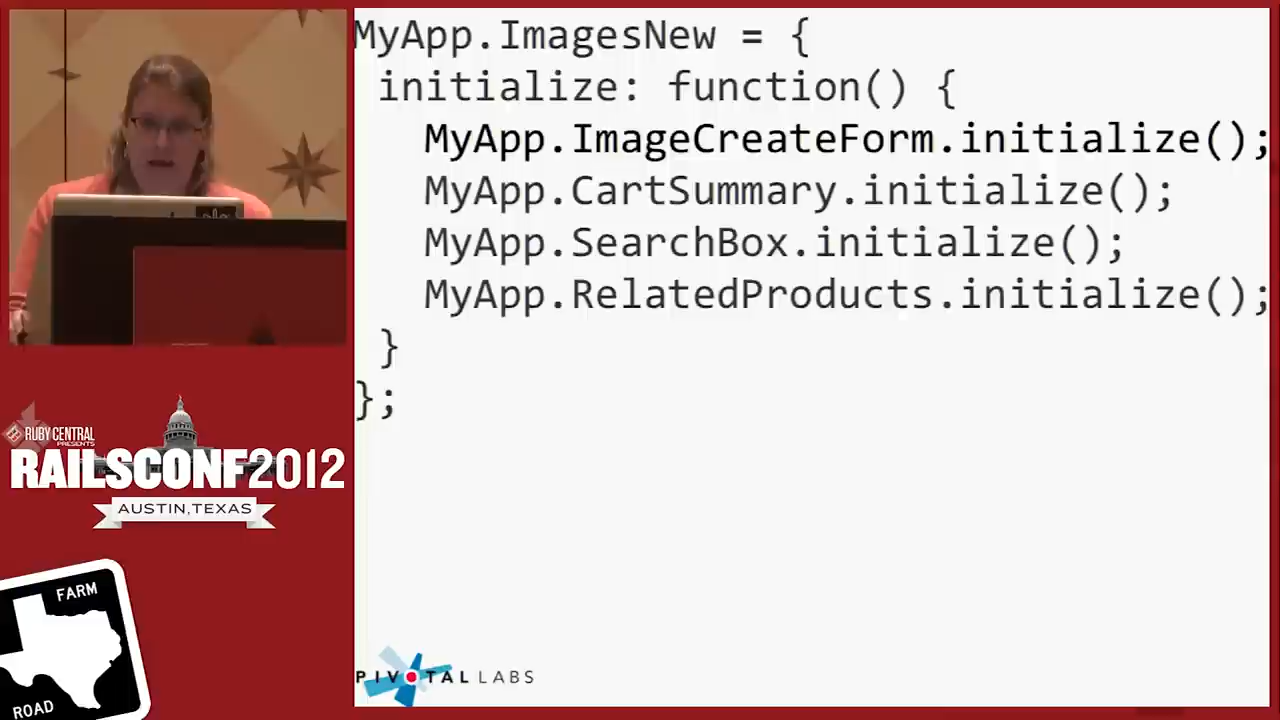 MyApp.ImagesNew = {
initialize: function() {
MyApp.ImageCreateForm.initialize();
MyApp.CartSummary.initialize();
MyApp.SearchBox.initialize();
MyApp.RelatedProducts.initialize();
}
};
RUBY CENTRAL
PRESENTS
RAILSCONF2012
AUSTIN, TEXAS
FARM
ROAD
PIVOTAL LABS